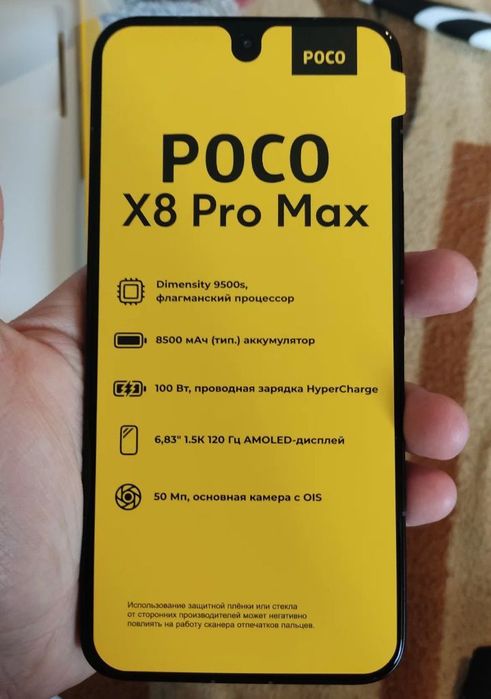 POCO
POCO
X8 Pro Max
Dimensity 9500s,
флагманский процессор
8500 мАч (тип.) аккумулятор
100 Вт, проводная зарядка HyperCharge
6,83" 1.5K 120 Гц AMOLED-дисплей
50 Мп, основная камера с OIS
Использование защитной плёнки или стекла
от сторонних производителей может негативно
повлиять на работу сканера отпечатков пальцев.